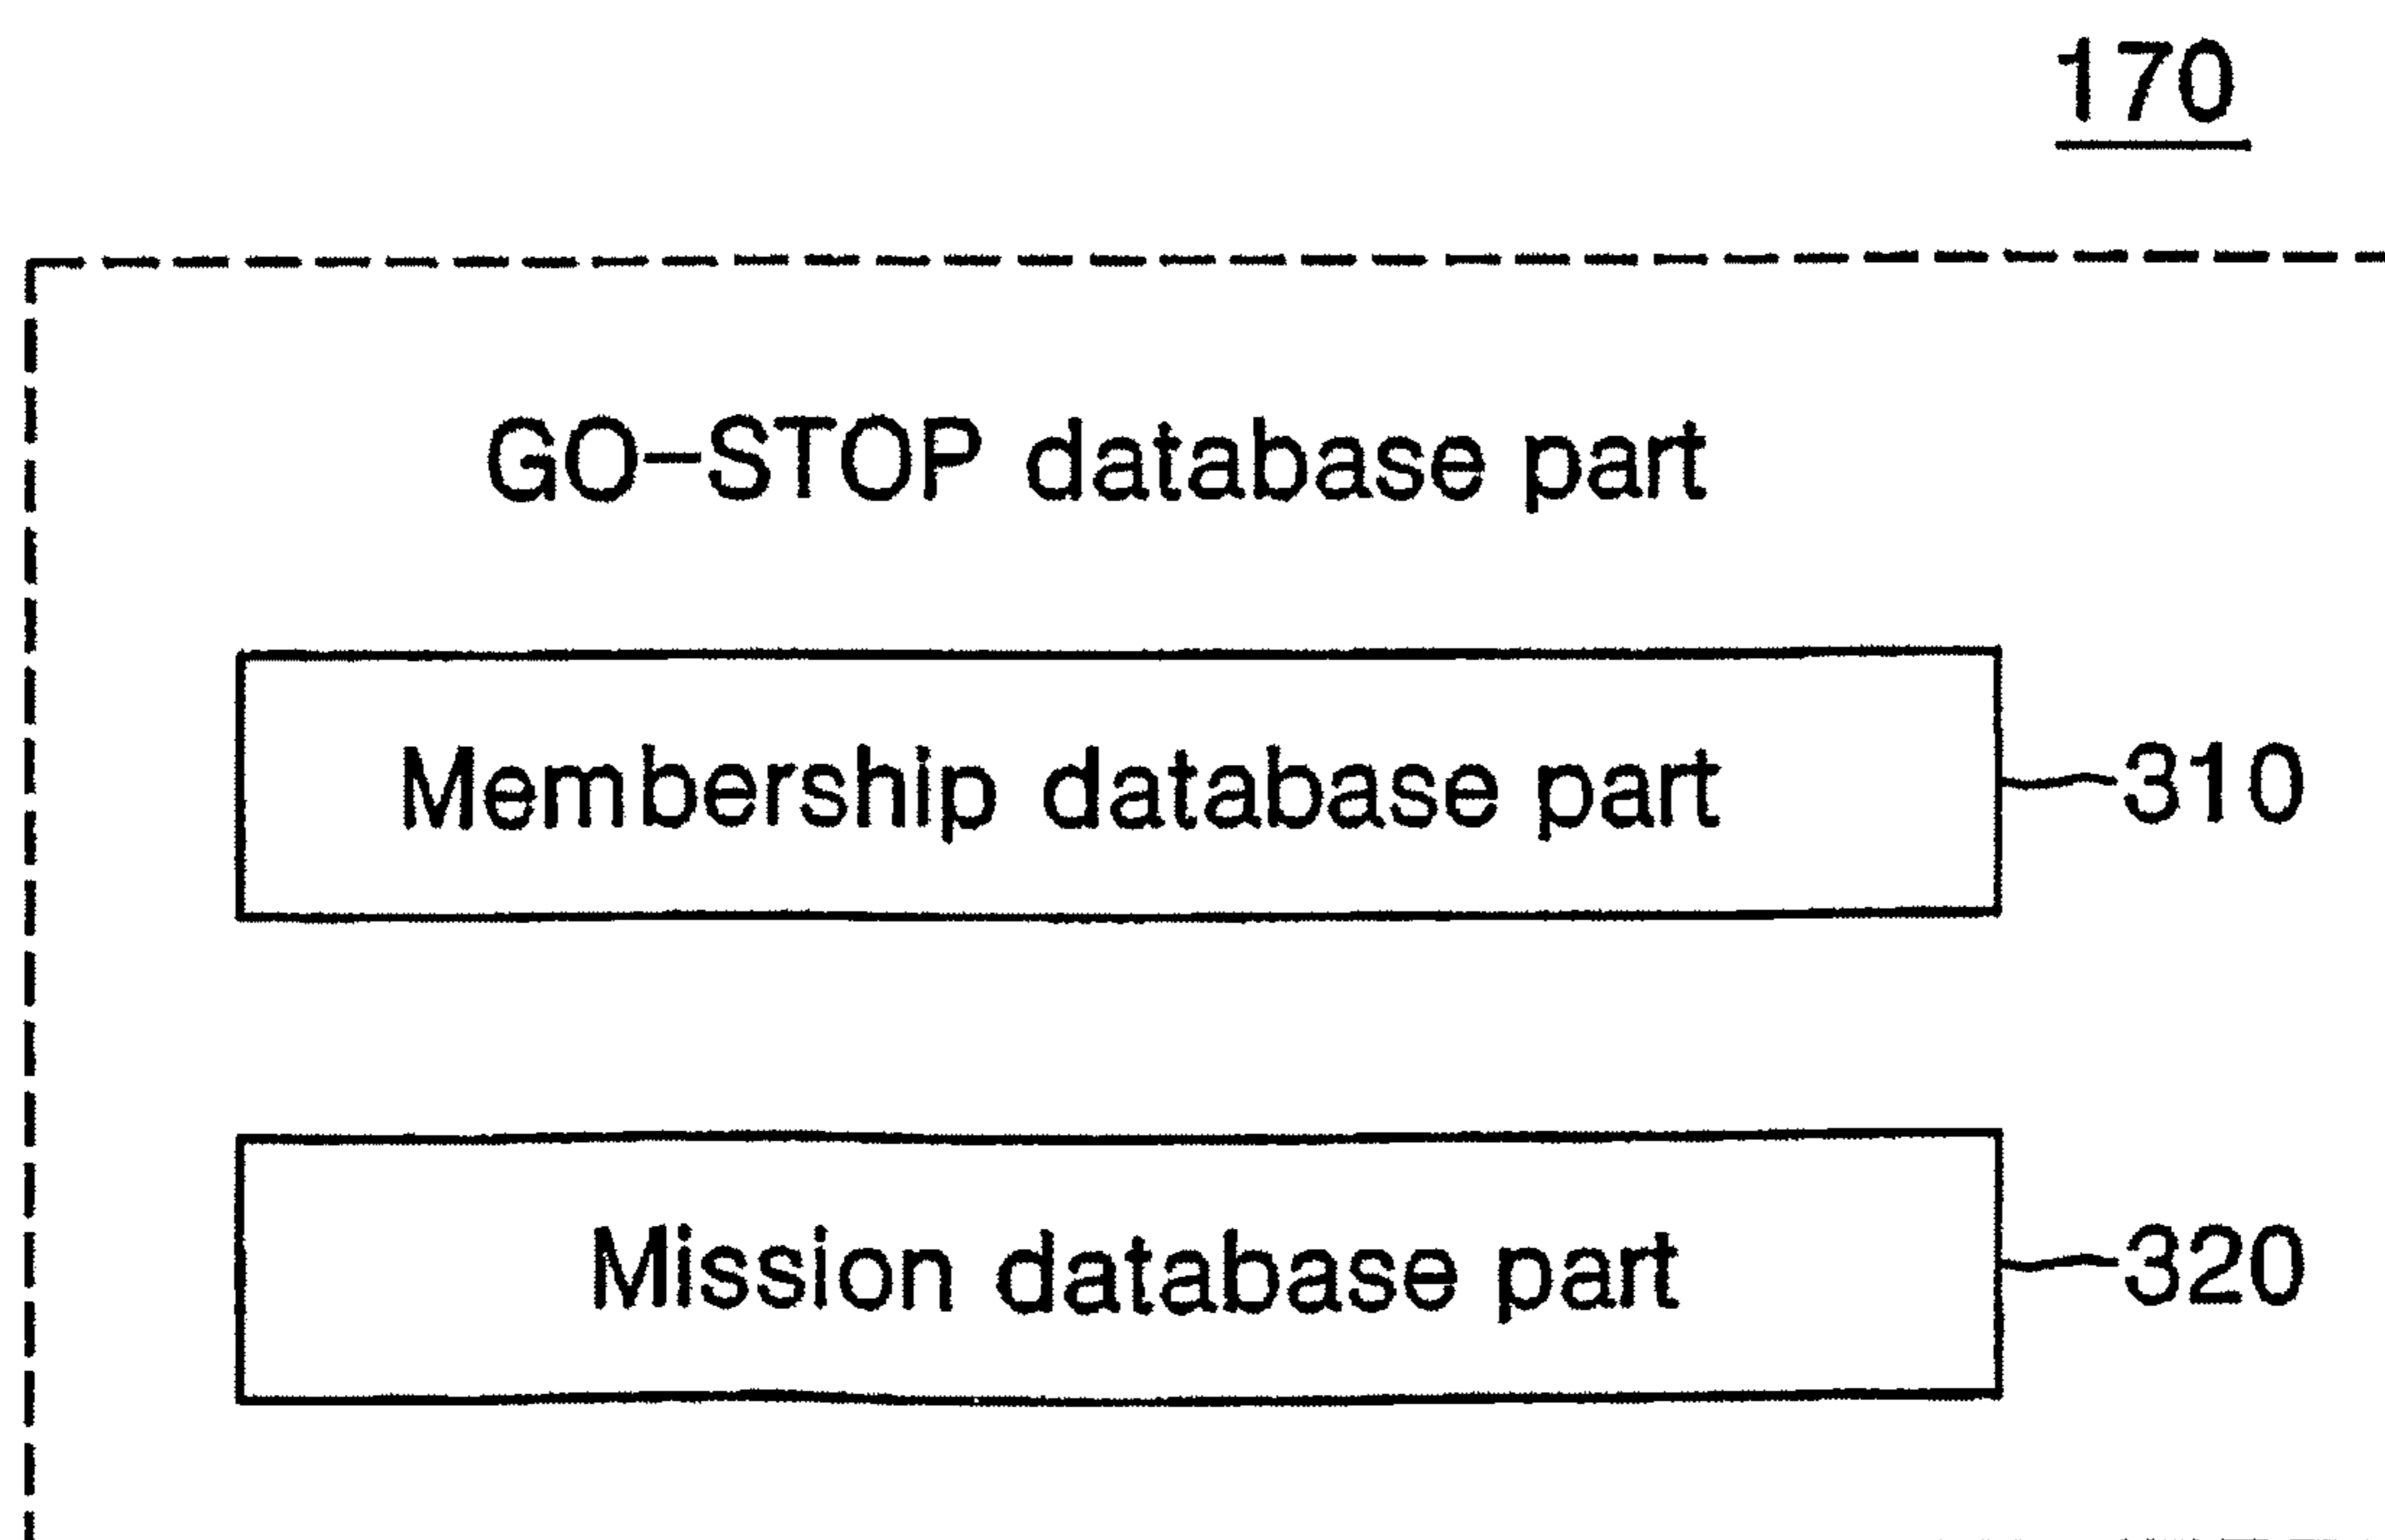 170
GO-STOP database part
Membership database part
310
Mission database part
320